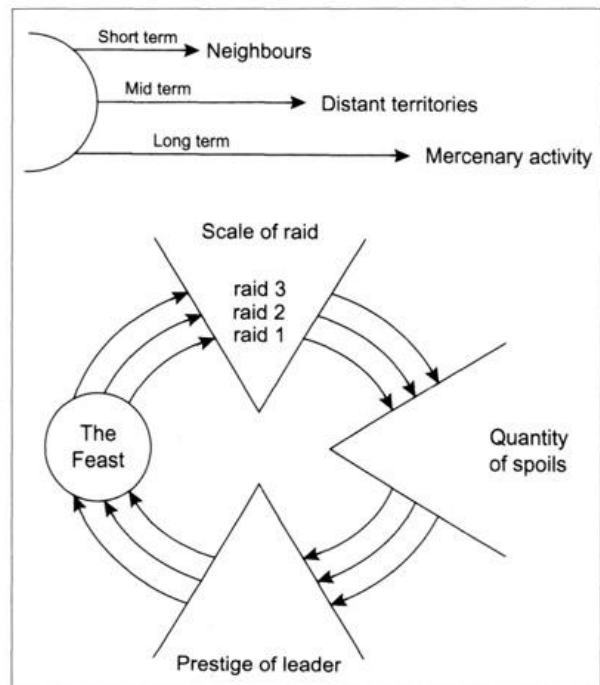 Short term
Neighbours
Mid term
Distant territories
Long term
Mercenary activity
Scale of raid
raid 3
raid 2
raid 1
The
Feast
Quantity
of spoils
Prestige of leader